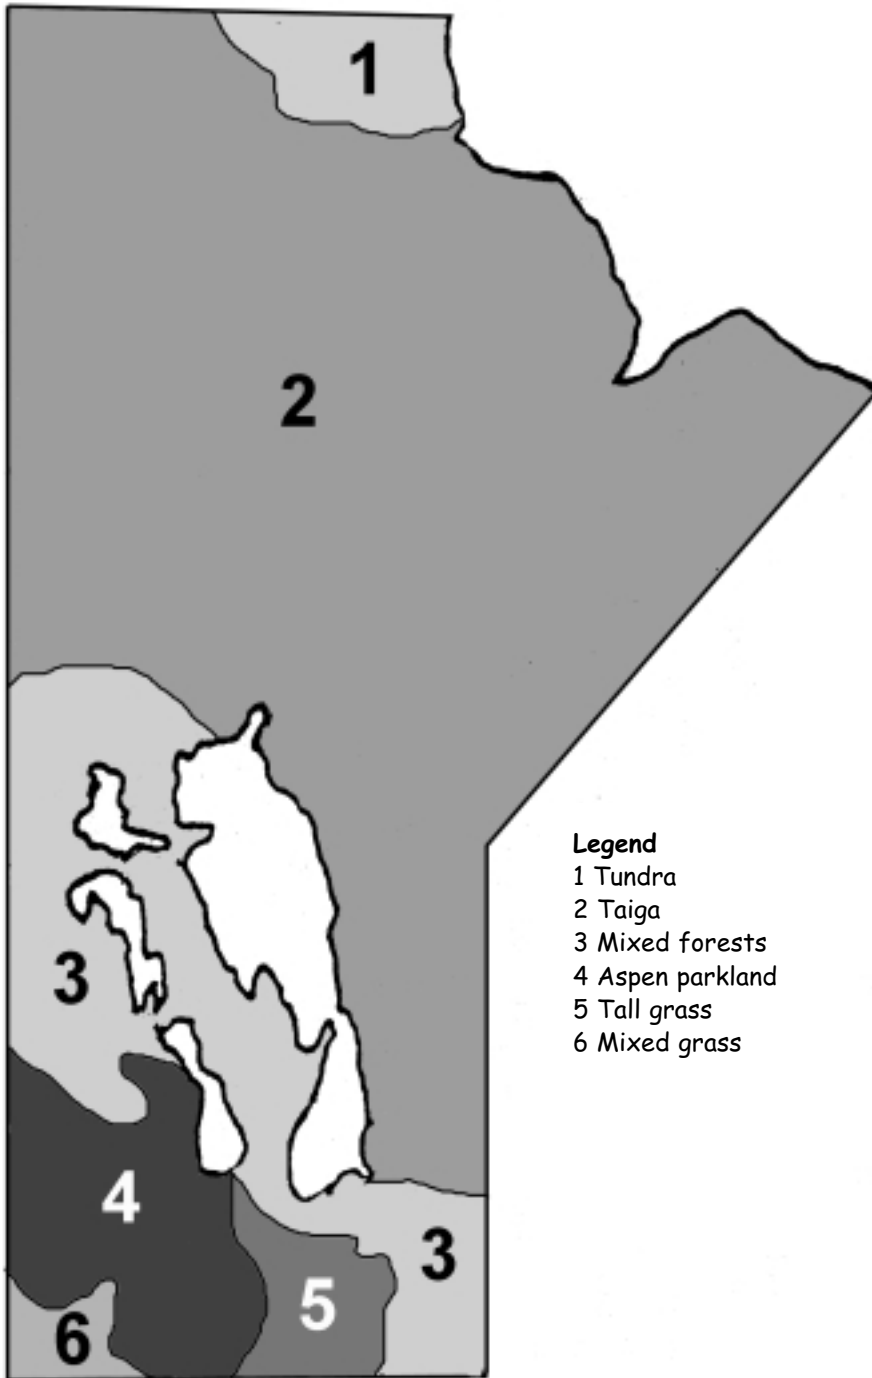 1
2
3
4
3
5
6
Legend
1 Tundra
2 Taiga
3 Mixed forests
4 Aspen parkland
5 Tall grass
6 Mixed grass